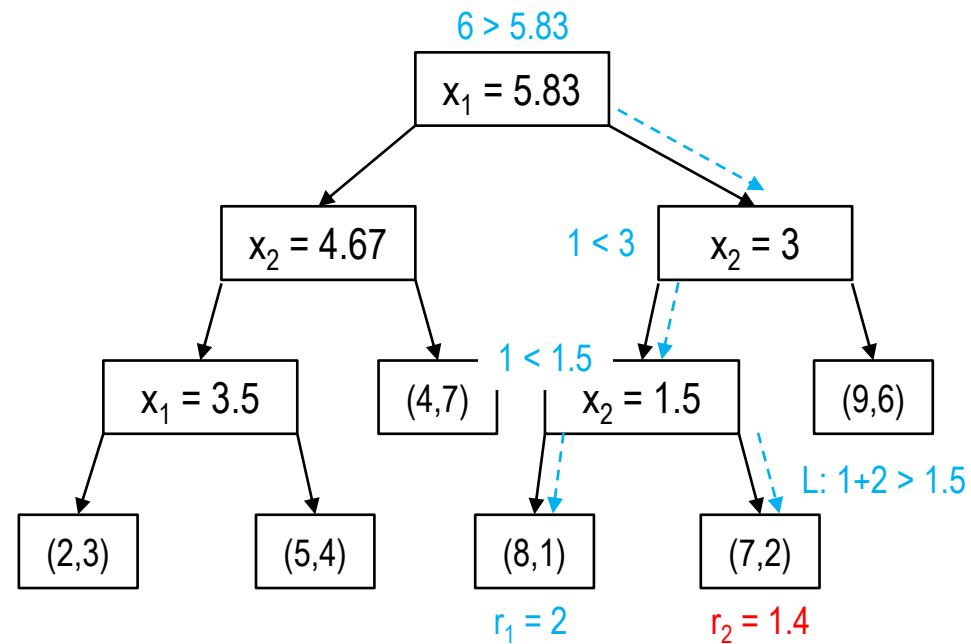 6 > 5.83
x₁ = 5.83
x₂ = 4.67
1 < 3
x₂ = 3
1 < 1.5
x₁ = 3.5
(4,7)
x₂ = 1.5
(9,6)
L: 1+2 > 1.5
(2,3)
(5,4)
(8,1)
(7,2)
r₁ = 2
r₂ = 1.4